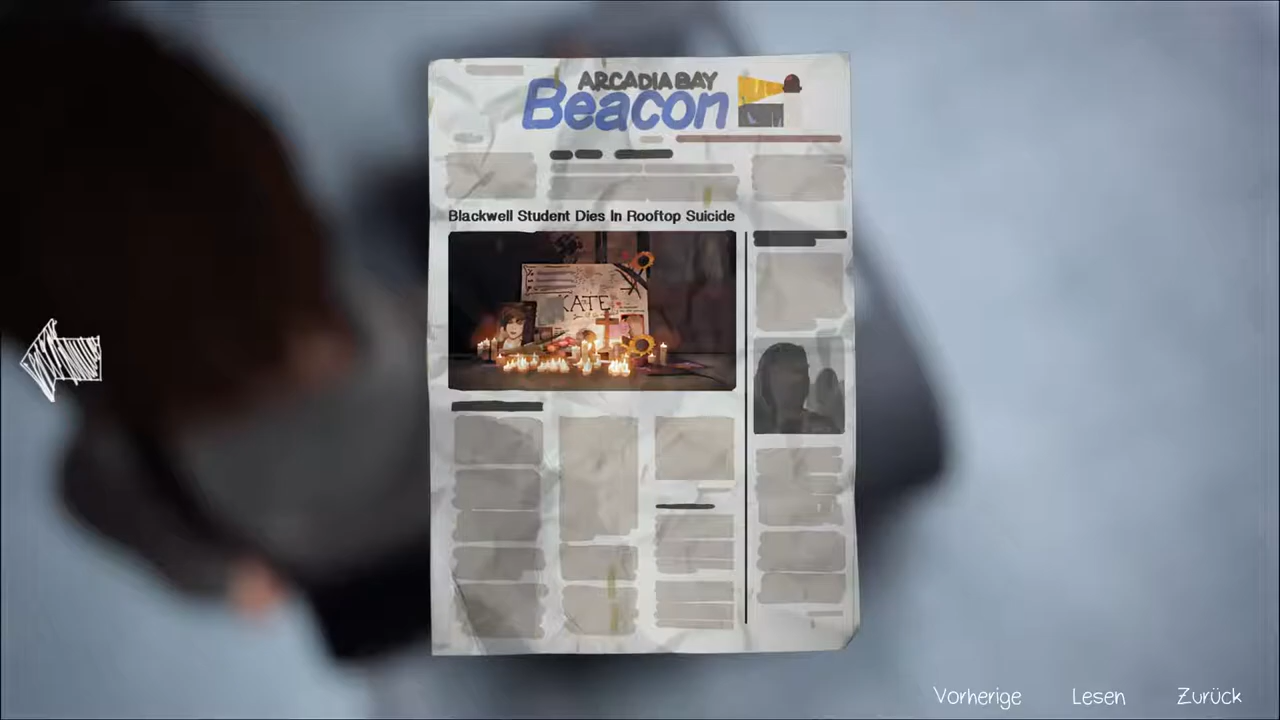 ARCADIA BAY
Beacon
Blackwell Student Dies In Rooftop Suicide
KATE
Vorherige
Lesen
Zurück